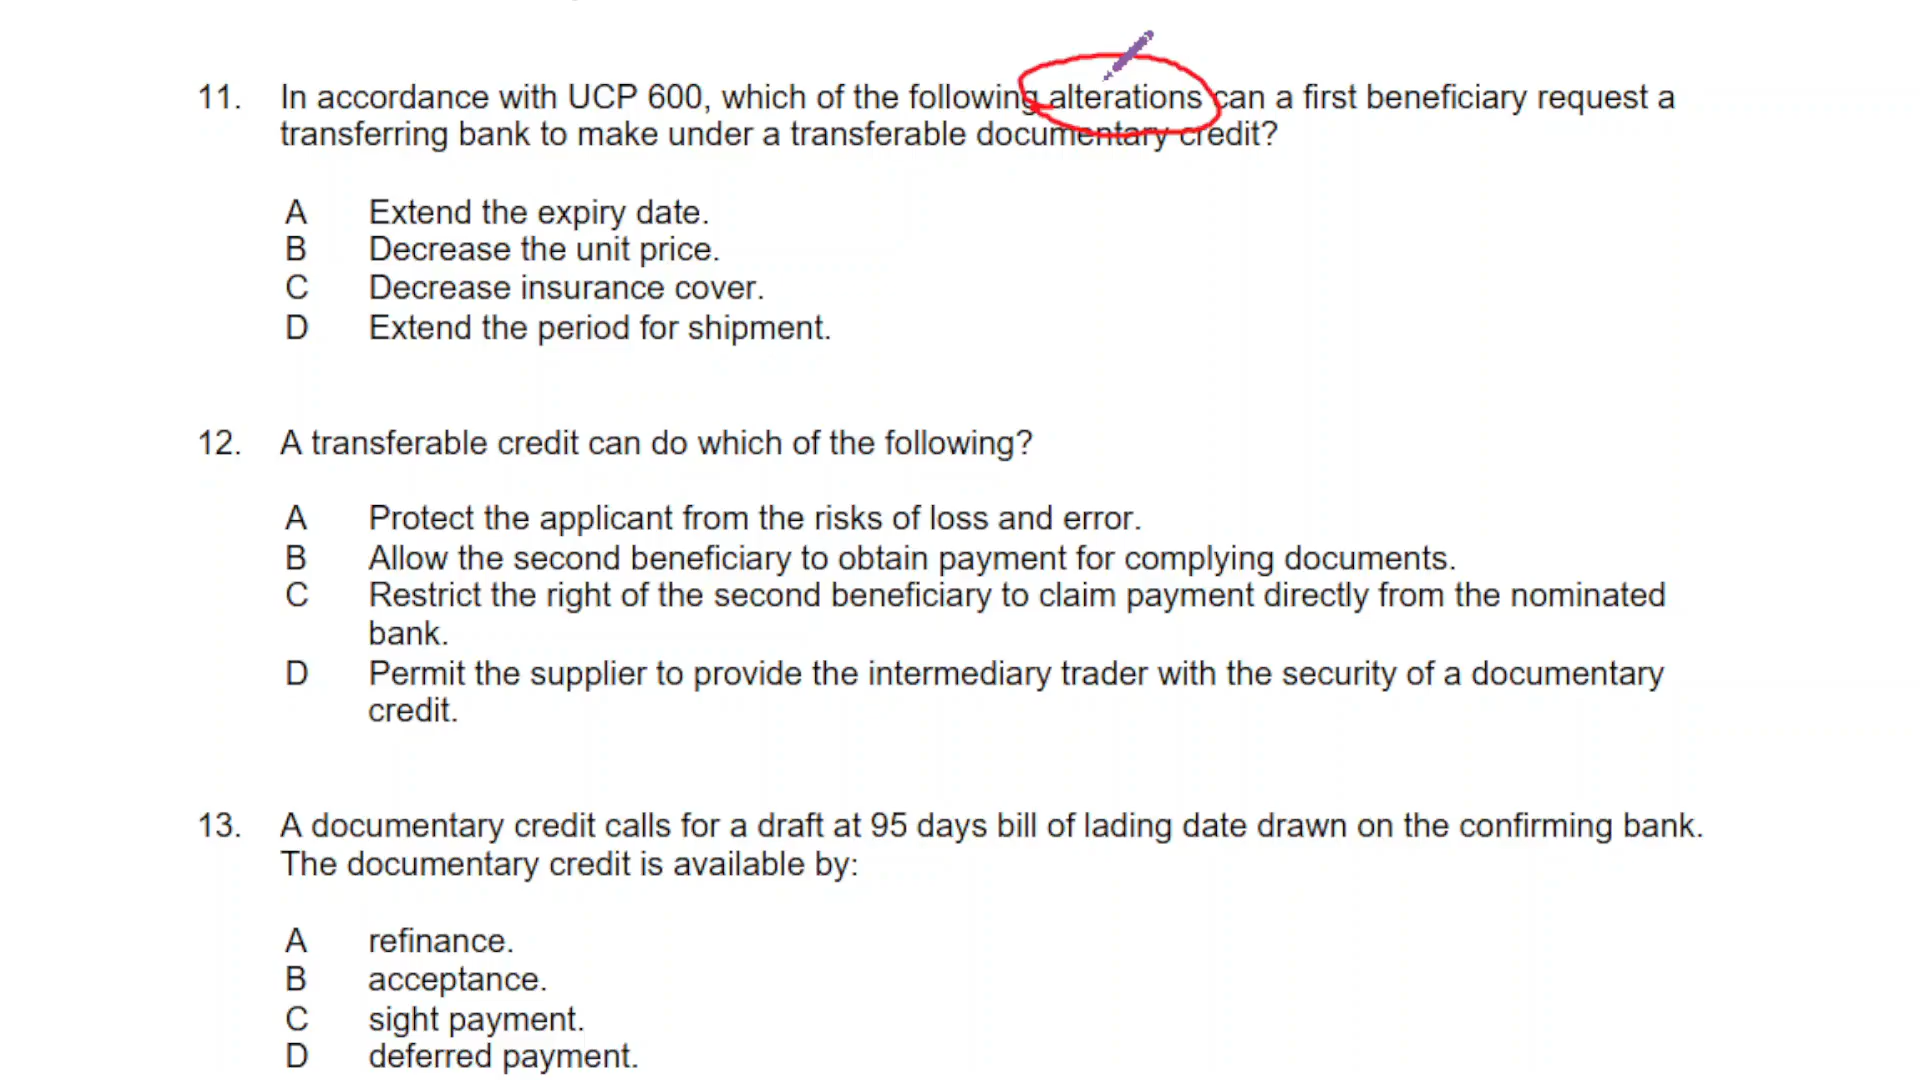 11. In accordance with UCP 600, which of the following alterations can a first beneficiary request a
transferring bank to make under a transferable documentary credit?
A Extend the expiry date.
B Decrease the unit price.
C Decrease insurance cover.
D Extend the period for shipment.
12. A transferable credit can do which of the following?
A Protect the applicant from the risks of loss and error.
B Allow the second beneficiary to obtain payment for complying documents.
C Restrict the right of the second beneficiary to claim payment directly from the nominated
bank.
D Permit the supplier to provide the intermediary trader with the security of a documentary
credit.
13. A documentary credit calls for a draft at 95 days bill of lading date drawn on the confirming bank.
The documentary credit is available by:
A refinance.
B acceptance.
C sight payment.
D deferred payment.